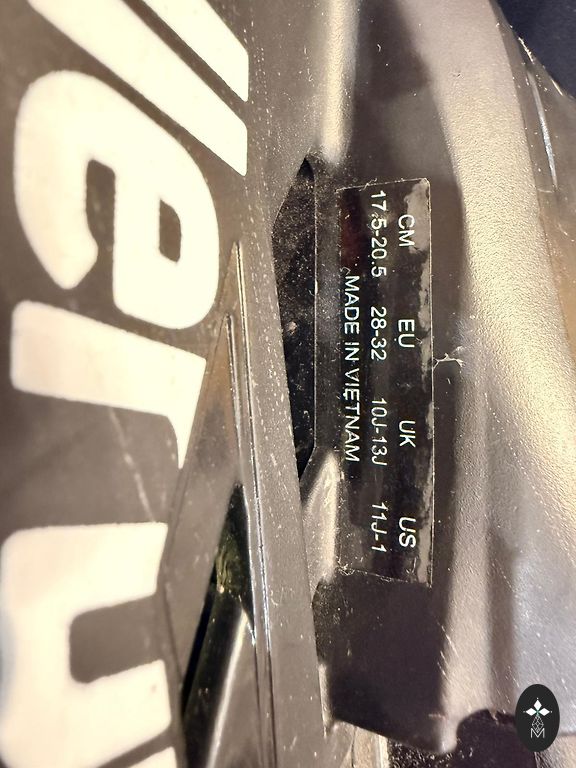 CM EU UK US
17.5-20.5 28-32 10J-13J 11J-1
MADE IN VIETNAM
M